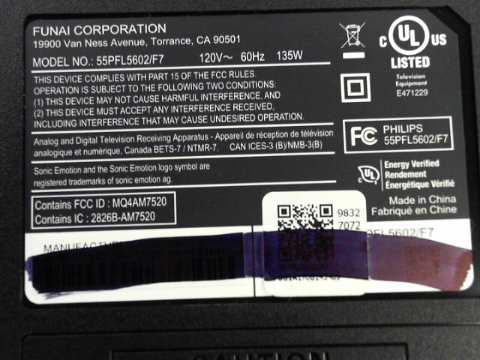 FUNAI CORPORATION
19900 Van Ness Avenue, Torrance, CA 90501
MODEL NO.: 55PFL5602/F7 120V~ 60Hz 135W
THIS DEVICE COMPLIES WITH PART 15 OF THE FCC RULES.
OPERATION IS SUBJECT TO THE FOLLOWING TWO CONDITIONS:
(1) THIS DEVICE MAY NOT CAUSE HARMFUL INTERFERENCE, AND
(2) THIS DEVICE MUST ACCEPT ANY INTERFERENCE RECEIVED,
INCLUDING INTERFERENCE THAT MAY CAUSE UNDESIRED OPERATION.
Analog and Digital Television Receiving Apparatus - Appareil de réception de télévision
analogique et numérique, Canada BETS-7 / NTMR-7. CAN ICES-3 (B)/NMB-3(B)
Sonic Emotion and the Sonic Emotion logo symbol are
registered trademarks of sonic emotion ag.
Contains FCC ID : MQ4AM7520
Contains IC : 2826B-AM7520
C UL US
LISTED
Television
Equipment
E471229
FC PHILIPS
55PFL5602/F7
UL
Energy Verified
Rendement
Énergétique Vérifié
Made in China
Fabriqué en Chine
9832
7072
PFL5602/F7
CAUTION